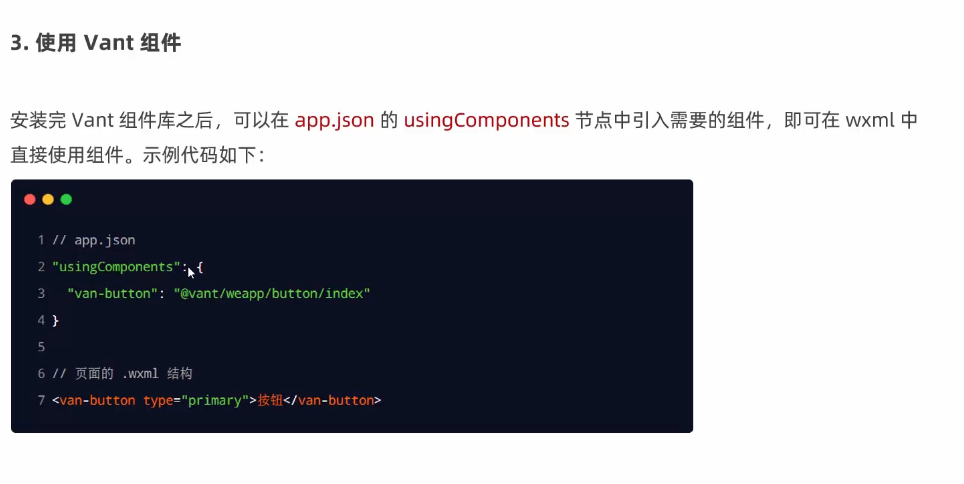 3. 使用 Vant 组件
安装完 Vant 组件库之后，可以在 app.json 的 usingComponents 节点中引入需要的组件，即可在 wxml 中
直接使用组件。示例代码如下：
1 // app.json
2 "usingComponents": {
3   "van-button": "@vant/weapp/button/index"
4 }
5
6 // 页面的 .wxml 结构
7 <van-button type="primary">按钮</van-button>